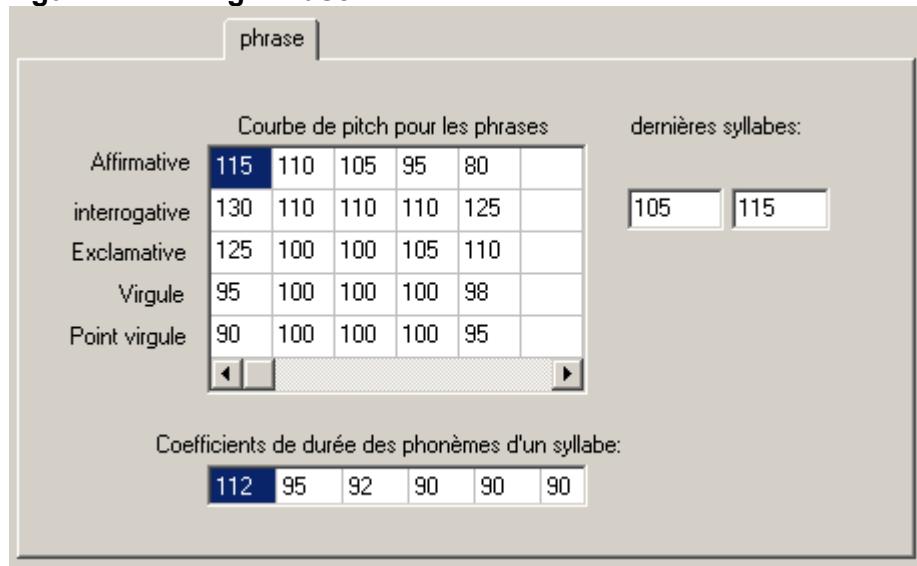 phrase
Courbe de pitch pour les phrases dernières syllabes:
Affirmative 115 110 105 95 80
interrogative 130 110 110 110 125 105 115
Exclamative 125 100 100 105 110
Virgule 95 100 100 100 98
Point virgule 90 100 100 100 95
Coefficients de durée des phonèmes d'un syllabe:
112 95 92 90 90 90